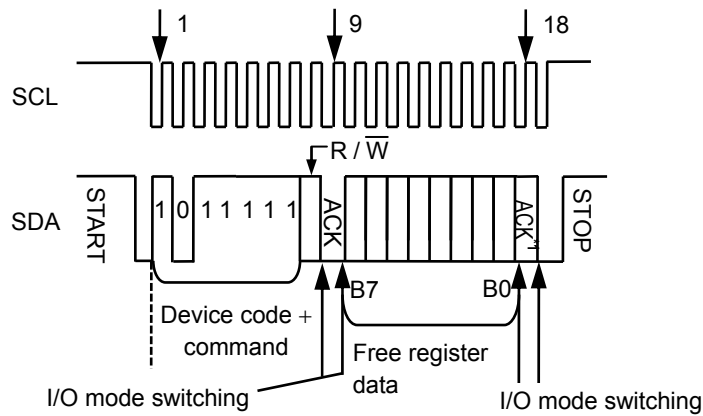 1 9 18
SCL
R / W̅
SDA START 1 0 1 1 1 1 1 ACK ACK*1 STOP
B7 B0
Device code +
command
Free register
data
I/O mode switching I/O mode switching